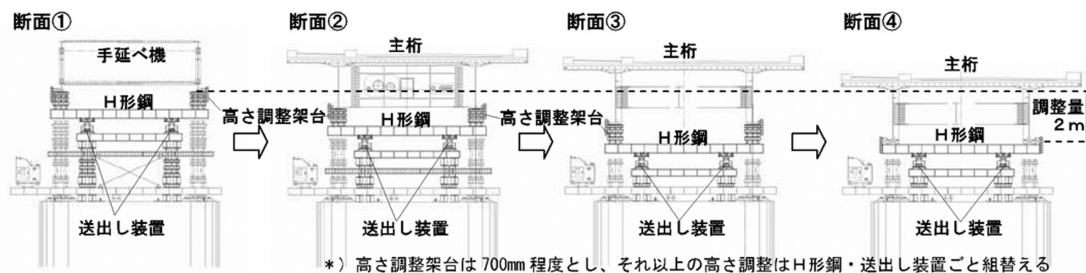 断面①
手延べ機
H形鋼
高さ調整架台
送出し装置
断面②
主桁
H形鋼
高さ調整架台
送出し装置
断面③
主桁
H形鋼
送出し装置
断面④
主桁
H形鋼
調整量
2m
送出し装置
*）高さ調整架台は700mm程度とし、それ以上の高さ調整はH形鋼・送出し装置ごと組替える